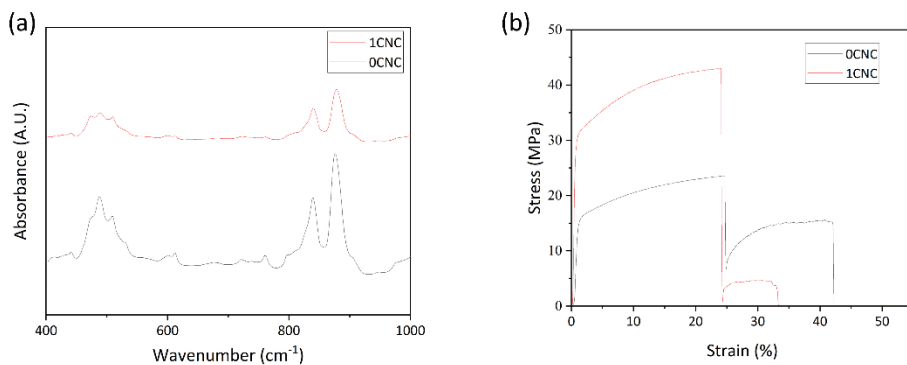 (a)
1CNC
0CNC
Absorbance (A.U.)
400
600
800
1000
Wavenumber (cm⁻¹)
(b)
50
40
30
20
10
0
0CNC
1CNC
Stress (MPa)
0
10
20
30
40
50
Strain (%)